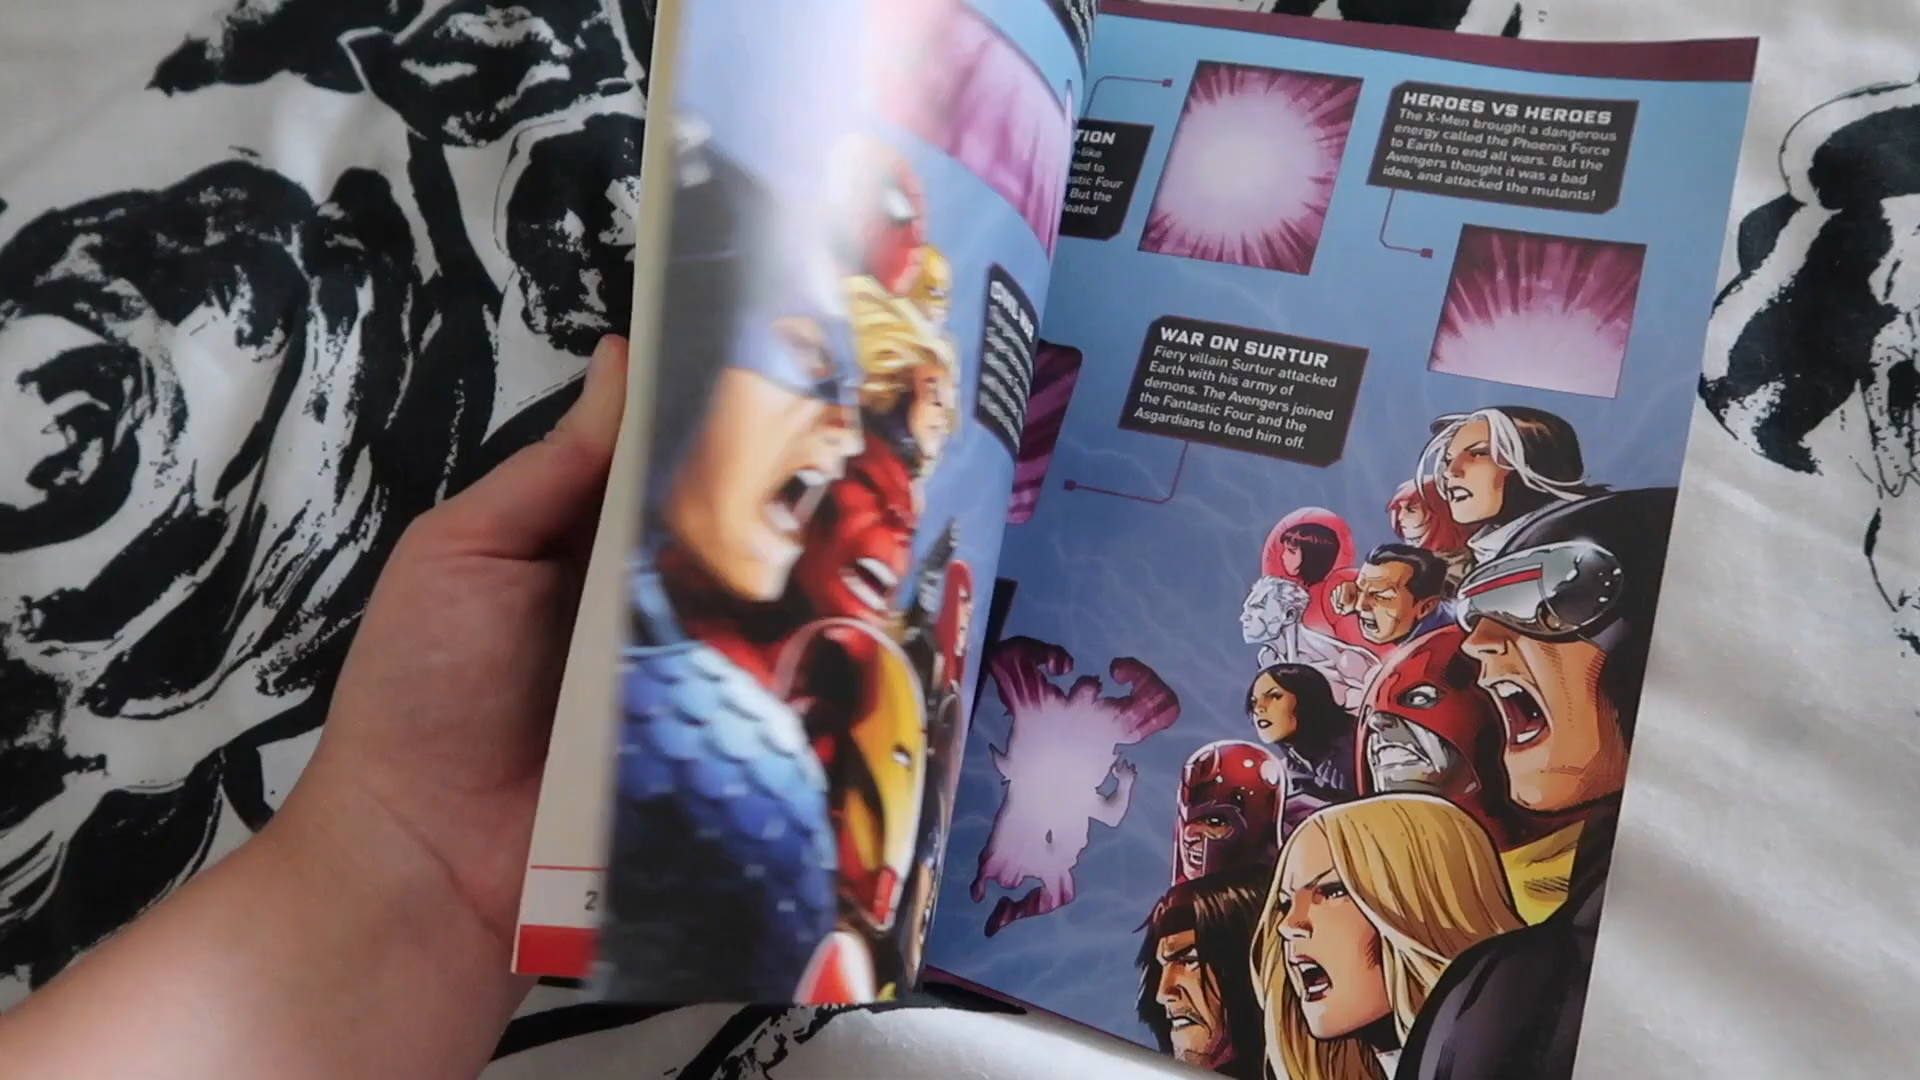 TION
-like
ed to
astic Four
But the
eated
HEROES VS HEROES
The X-Men brought a dangerous
energy called the Phoenix Force
to Earth to end all wars. But the
Avengers thought it was a bad
idea, and attacked the mutants!
WAR ON SURTUR
Fiery villain Surtur attacked
Earth with his army of
demons. The Avengers joined
the Fantastic Four and the
Asgardians to fend him off.
2